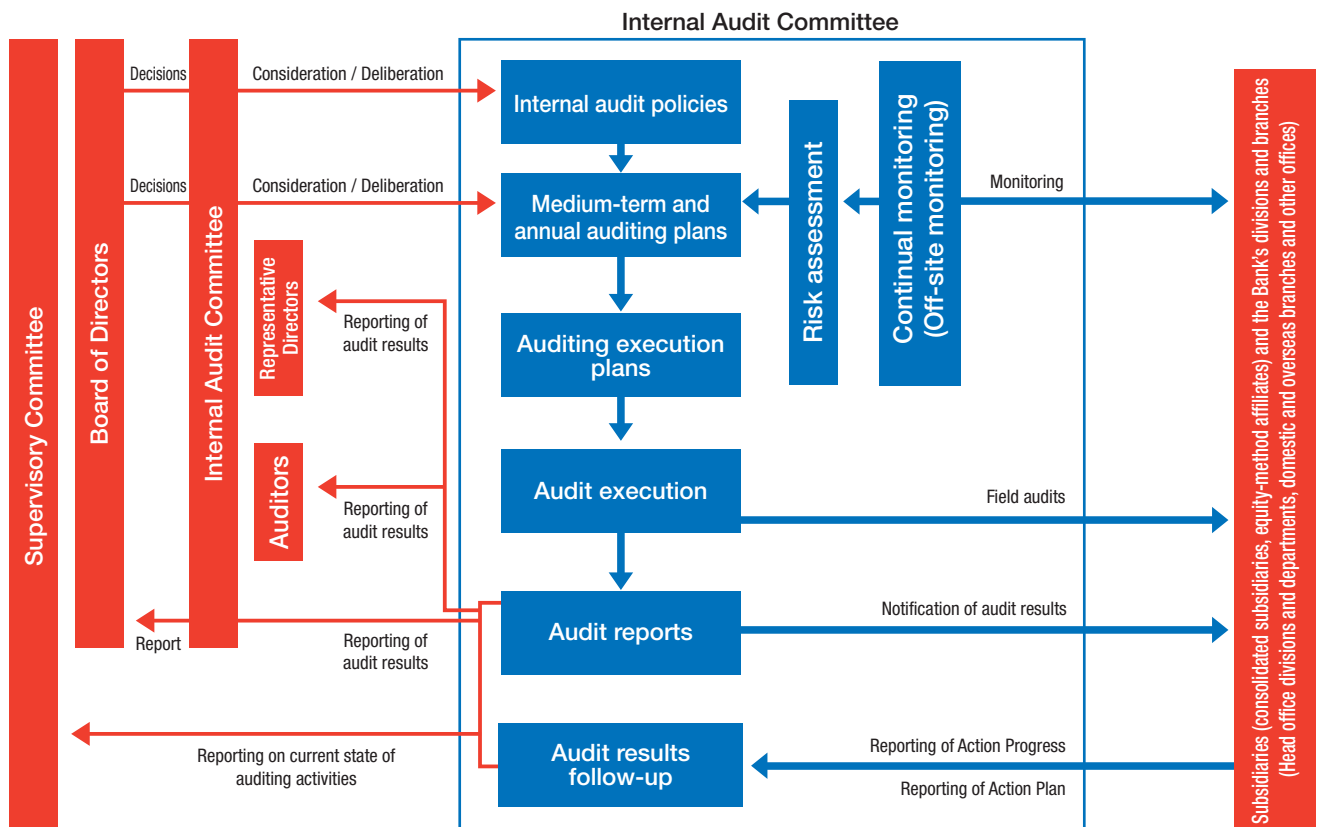 Internal Audit Committee
Supervisory Committee
Board of Directors
Internal Audit Committee
Decisions
Consideration / Deliberation
Internal audit policies
Decisions
Consideration / Deliberation
Medium-term and
annual auditing plans
Risk assessment
Continual monitoring
(Off-site monitoring)
Monitoring
Representative
Directors
Reporting of
audit results
Auditing execution
plans
Auditors
Reporting of
audit results
Audit execution
Field audits
Report
Reporting of
audit results
Audit reports
Notification of audit results
Reporting on current state of
auditing activities
Audit results
follow-up
Reporting of Action Progress
Reporting of Action Plan
Subsidiaries (consolidated subsidiaries, equity-method affiliates) and the Bank's divisions and branches
(Head office divisions and departments, domestic and overseas branches and other offices)